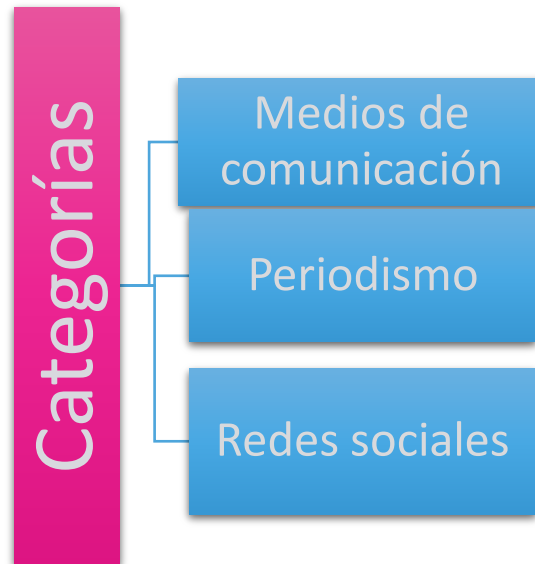 Categorías
Medios de
comunicación
Periodismo
Redes sociales